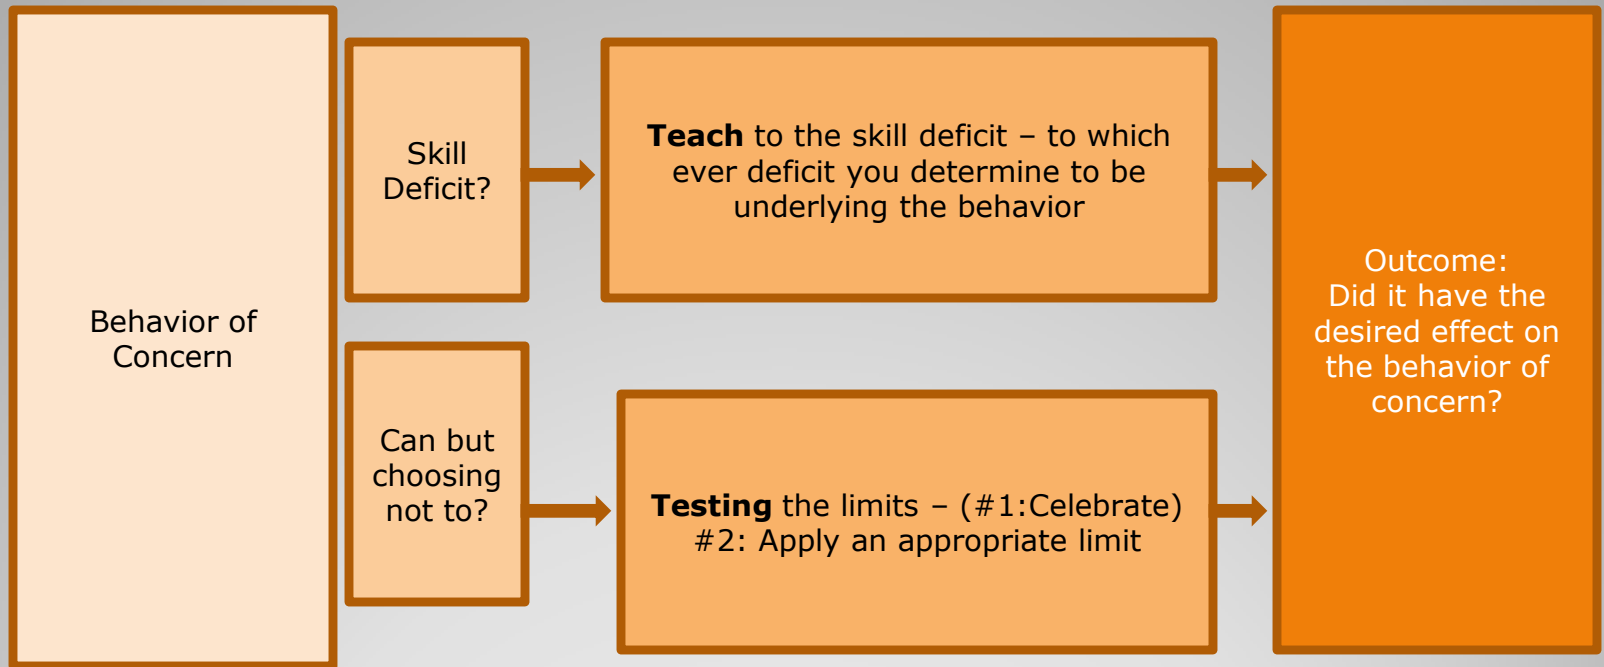 Behavior of
Concern
Skill
Deficit?
Teach to the skill deficit – to which
ever deficit you determine to be
underlying the behavior
Can but
choosing
not to?
Testing the limits – (#1:Celebrate)
#2: Apply an appropriate limit
Outcome:
Did it have the
desired effect on
the behavior of
concern?